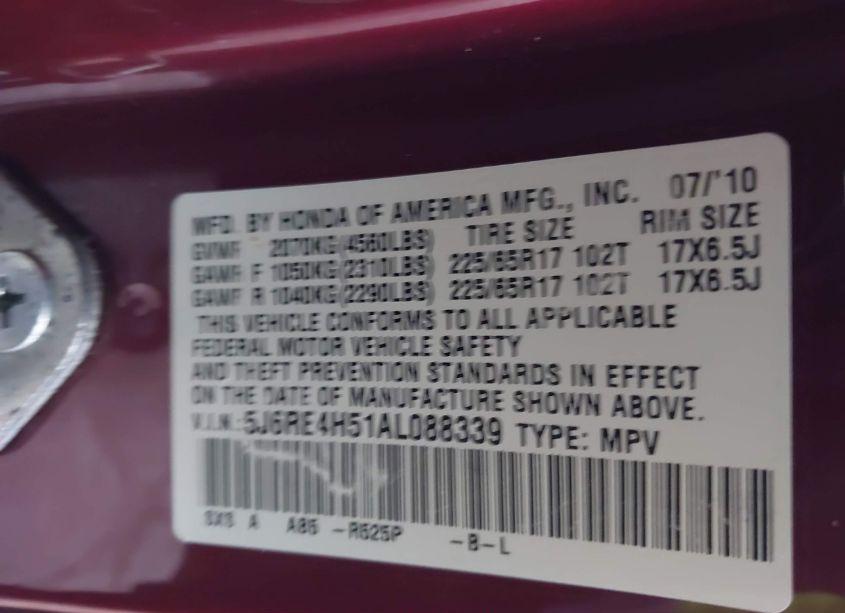 MFD. BY HONDA OF AMERICA MFG., INC. 07/'10
GVWR 2070KG(4560LBS) TIRE SIZE RIM SIZE
GAWR F 1050KG(2310LBS) 225/65R17 102T 17X6.5J
GAWR R 1040KG(2290LBS) 225/65R17 102T 17X6.5J
THIS VEHICLE CONFORMS TO ALL APPLICABLE
FEDERAL MOTOR VEHICLE SAFETY
AND THEFT PREVENTION STANDARDS IN EFFECT
ON THE DATE OF MANUFACTURE SHOWN ABOVE.
V.I.N.: 5J6RE4H51AL088339 TYPE: MPV
SXS A A85 -R525P -B-L